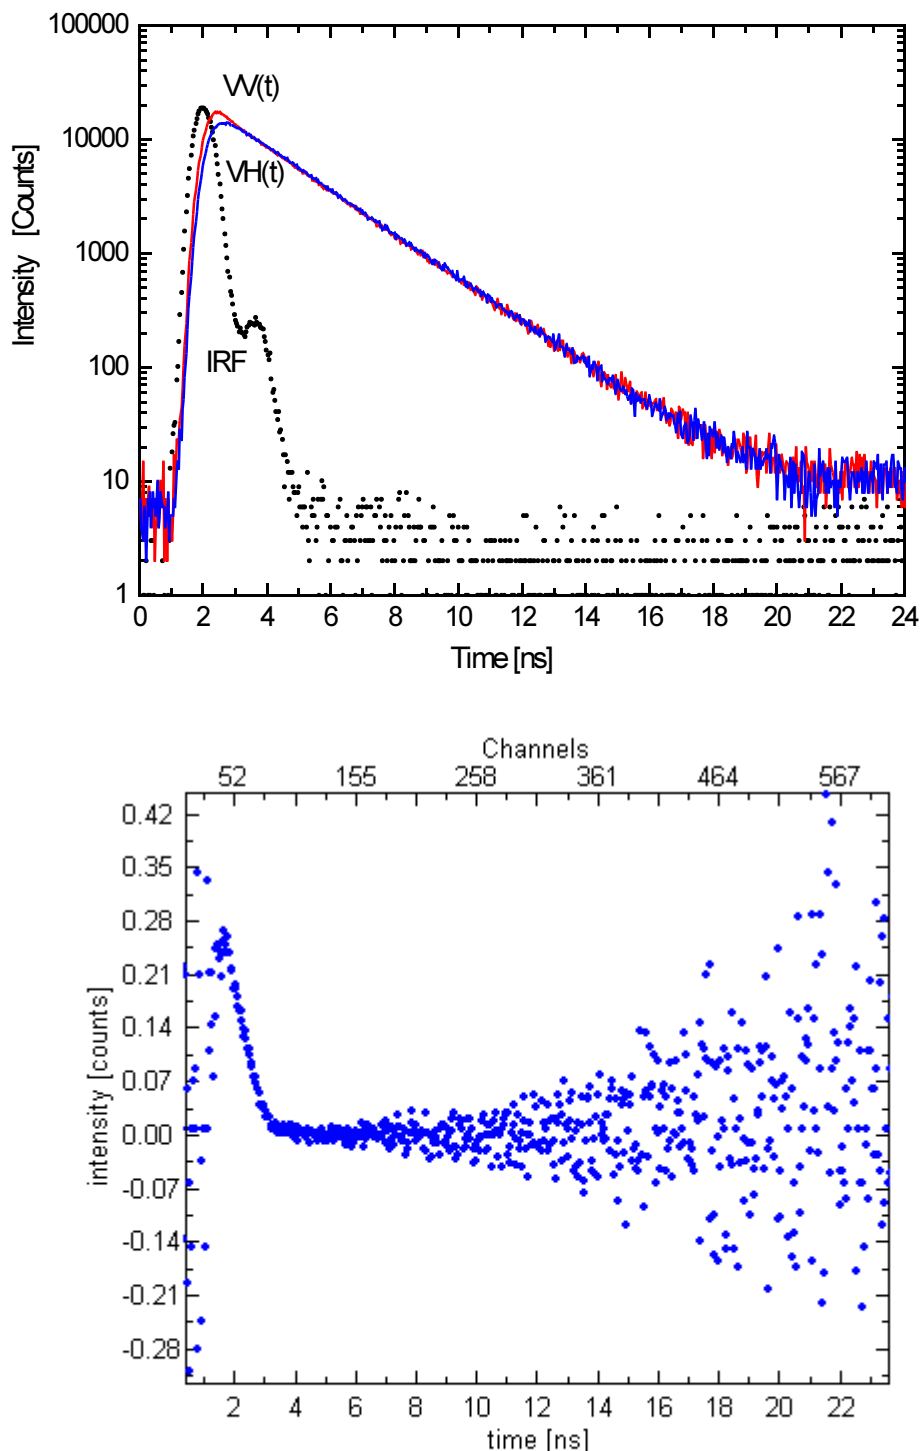 100000
VV(t)
10000
VH(t)
1000
Intensity [Counts]
IRF
100
10
1
0 2 4 6 8 10 12 14 16 18 20 22 24
Time [ns]
Channels
52 155 258 361 464 567
0.42
0.35
0.28
0.21
0.14
0.07
0.00
-0.07
-0.14
-0.21
-0.28
intensity [counts]
2 4 6 8 10 12 14 16 18 20 22
time [ns]